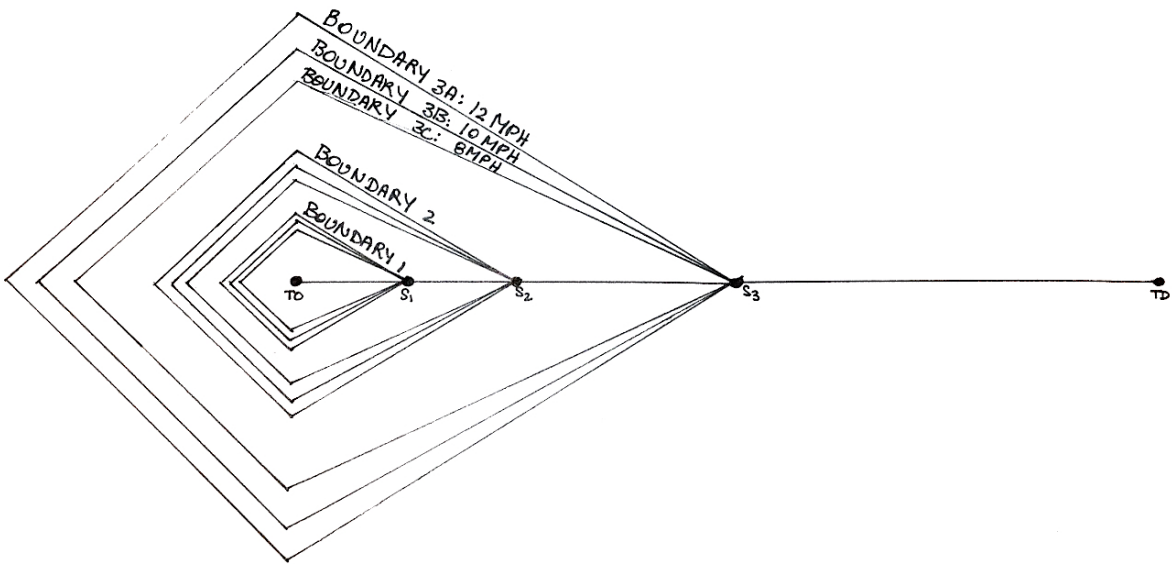 BOUNDARY 3A: 12 MPH
BOUNDARY 3B: 10 MPH
BOUNDARY 3C: 8MPH
BOUNDARY 2
BOUNDARY 1
TO S1 S2 S3 TD